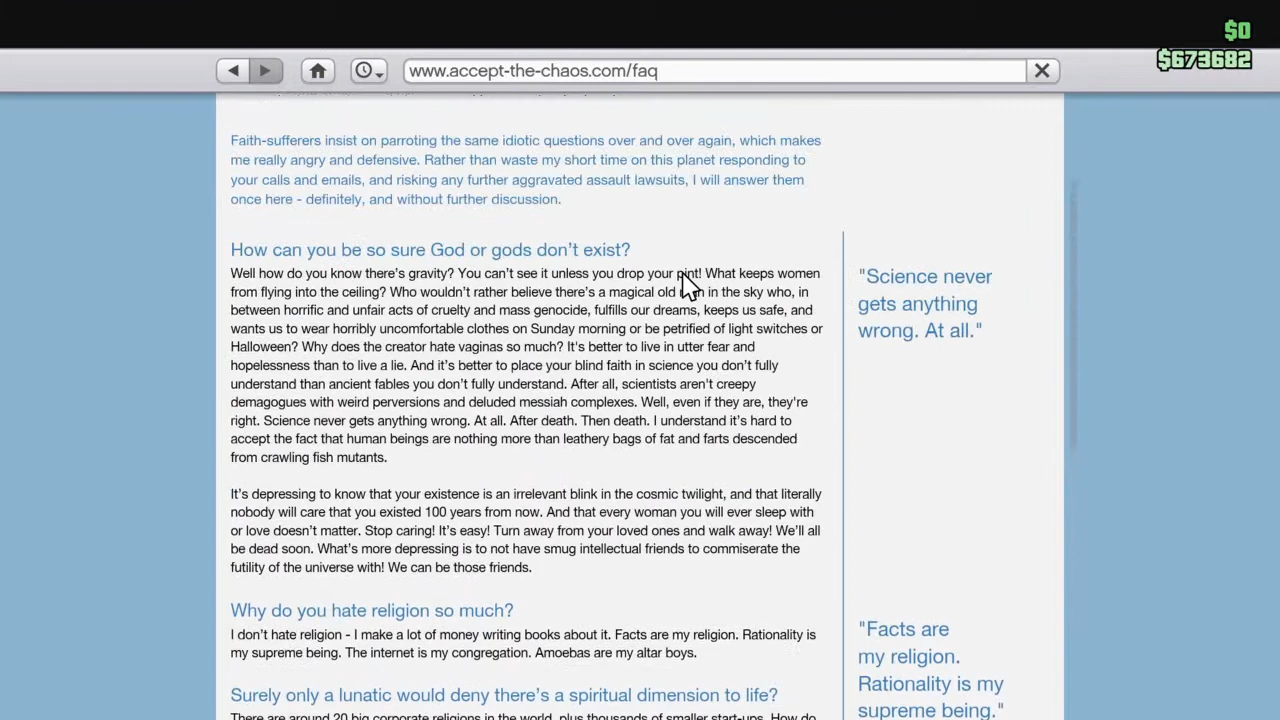 $0
$673682
www.accept-the-chaos.com/faq
Faith-sufferers insist on parroting the same idiotic questions over and over again, which makes
me really angry and defensive. Rather than waste my short time on this planet responding to
your calls and emails, and risking any further aggravated assault lawsuits, I will answer them
once here - definitely, and without further discussion.
How can you be so sure God or gods don't exist?
Well how do you know there's gravity? You can't see it unless you drop your pint! What keeps women
from flying into the ceiling? Who wouldn't rather believe there's a magical old in the sky who, in
between horrific and unfair acts of cruelty and mass genocide, fulfills our dreams, keeps us safe, and
wants us to wear horribly uncomfortable clothes on Sunday morning or be petrified of light switches or
Halloween? Why does the creator hate vaginas so much? It's better to live in utter fear and
hopelessness than to live a lie. And it's better to place your blind faith in science you don't fully
understand than ancient fables you don't fully understand. After all, scientists aren't creepy
demagogues with weird perversions and deluded messiah complexes. Well, even if they are, they're
right. Science never gets anything wrong. At all. After death. Then death. I understand it's hard to
accept the fact that human beings are nothing more than leathery bags of fat and farts descended
from crawling fish mutants.
It's depressing to know that your existence is an irrelevant blink in the cosmic twilight, and that literally
nobody will care that you existed 100 years from now. And that every woman you will ever sleep with
or love doesn't matter. Stop caring! It's easy! Turn away from your loved ones and walk away! We'll all
be dead soon. What's more depressing is to not have smug intellectual friends to commiserate the
futility of the universe with! We can be those friends.
Why do you hate religion so much?
I don't hate religion - I make a lot of money writing books about it. Facts are my religion. Rationality is
my supreme being. The internet is my congregation. Amoebas are my altar boys.
Surely only a lunatic would deny there's a spiritual dimension to life?
There are around 20 big corporate religions in the world, plus thousands of smaller start-ups. How do
"Science never
gets anything
wrong. At all."
"Facts are
my religion.
Rationality is my
supreme being."